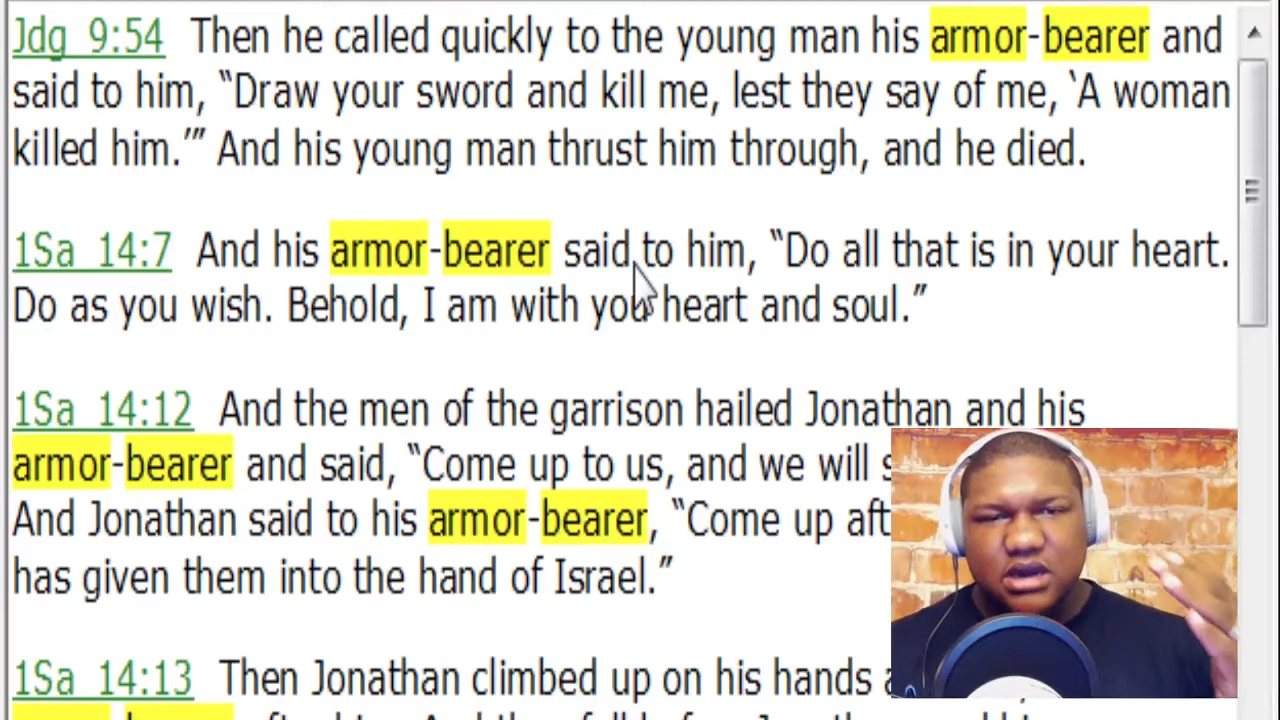 Jdg 9:54 Then he called quickly to the young man his armor-bearer and
said to him, “Draw your sword and kill me, lest they say of me, ‘A woman
killed him.’” And his young man thrust him through, and he died.
1Sa 14:7 And his armor-bearer said to him, “Do all that is in your heart.
Do as you wish. Behold, I am with you heart and soul.”
1Sa 14:12 And the men of the garrison hailed Jonathan and his
armor-bearer and said, “Come up to us, and we will
And Jonathan said to his armor-bearer, “Come up
has given them into the hand of Israel.”
1Sa 14:13 Then Jonathan climbed up on his hands